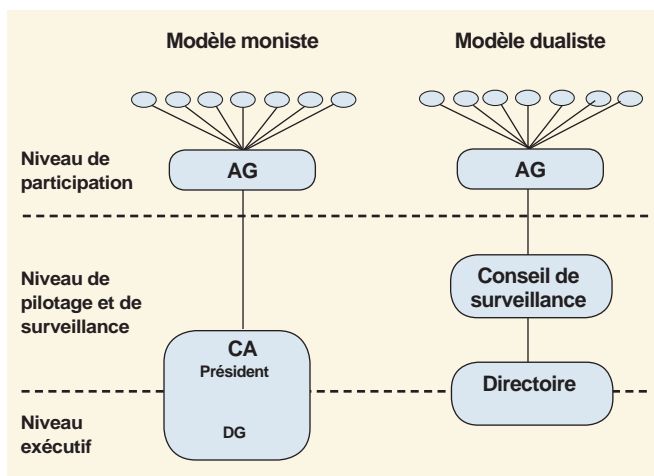 Modèle moniste
Modèle dualiste
Niveau de
participation
AG
AG
Niveau de
pilotage et de
surveillance
Conseil de
surveillance
CA
Président
Directoire
Niveau
exécutif
DG